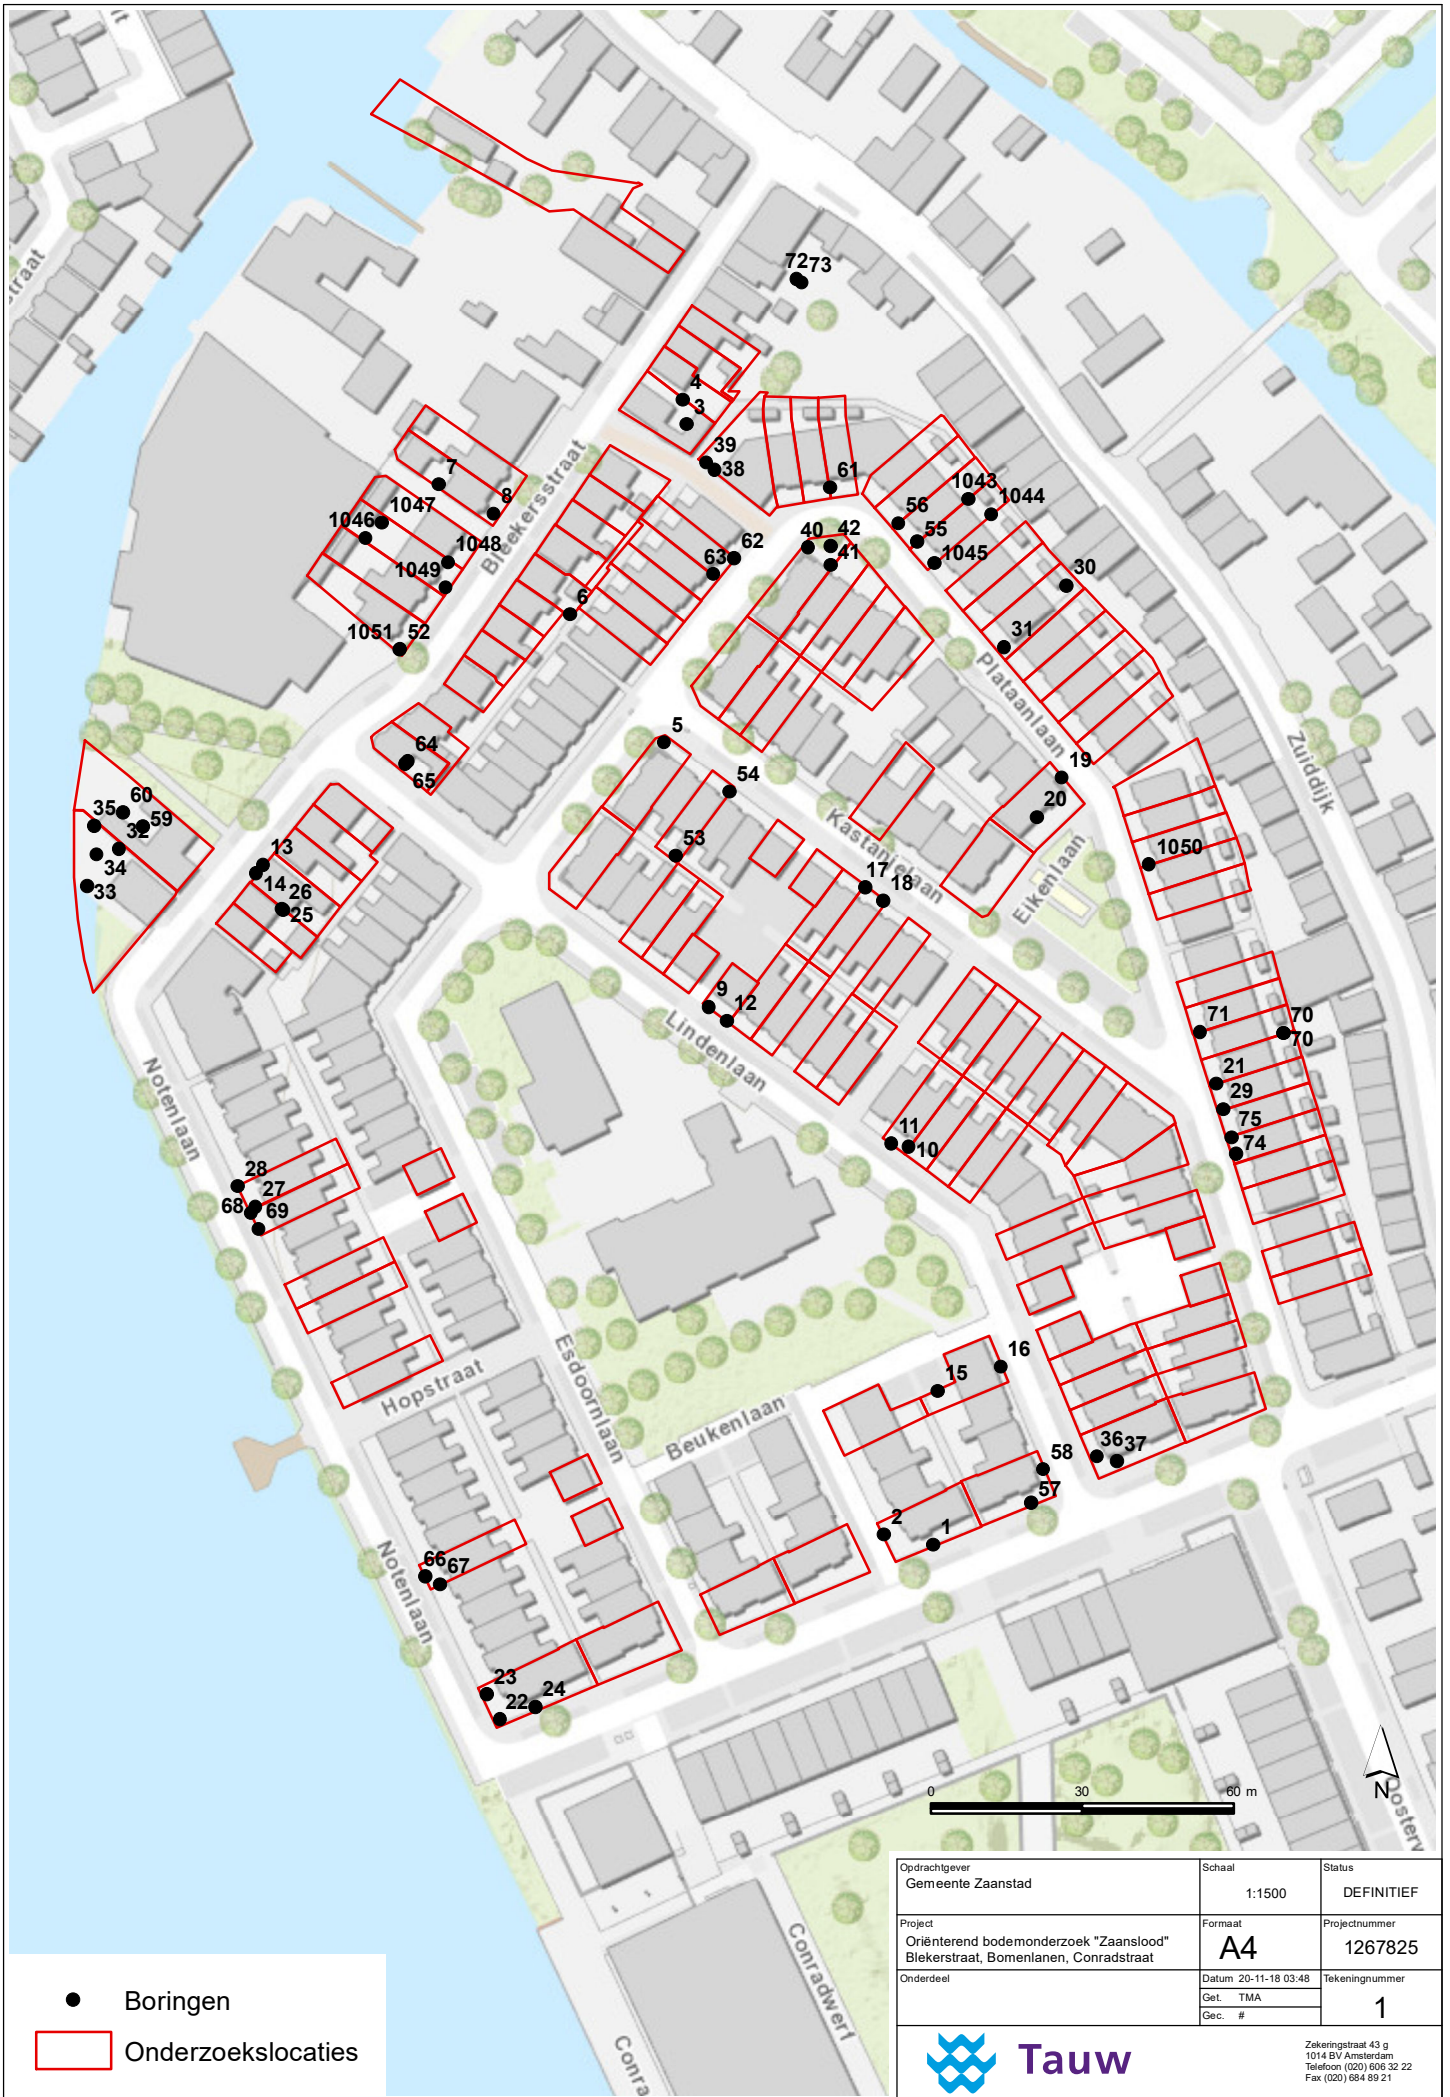 straat
72 73
4
3
39
38
61
7
8
1047
1046
1048
1049
1051
52
Bleekersstraat
6
62
63
40
42
41
56
55
1043
1044
1045
30
31
Plataanlaan
Zuiddijk
64
65
5
54
53
19
20
Kastanjelaan
Eikenlaan
17
18
1050
35
60
59
32
34
33
13
14
26
25
9
12
Lindenlaan
71
70
70
21
29
75
74
11
10
Notenlaan
28
27
68
69
Hopstraat
Esdoornlaan
Beukenlaan
15
16
36
37
58
57
2
1
66
67
Notenlaan
23
22
24
0 30 60 m
N
Oosterv
Conradwerf
Conra
Boringen
Onderzoekslocaties
Opdrachtgever
Gemeente Zaanstad
Schaal
1:1500
Status
DEFINITIEF
Project
Oriënterend bodemonderzoek "Zaanslood"
Blekerstraat, Bomenlanen, Conradstraat
Formaat
A4
Projectnummer
1267825
Onderdeel
Datum 20-11-18 03:48
Get. TMA
Gec. #
Tekeningnummer
1
Tauw
Zekeringstraat 43 g
1014 BV Amsterdam
Telefoon (020) 606 32 22
Fax (020) 684 89 21